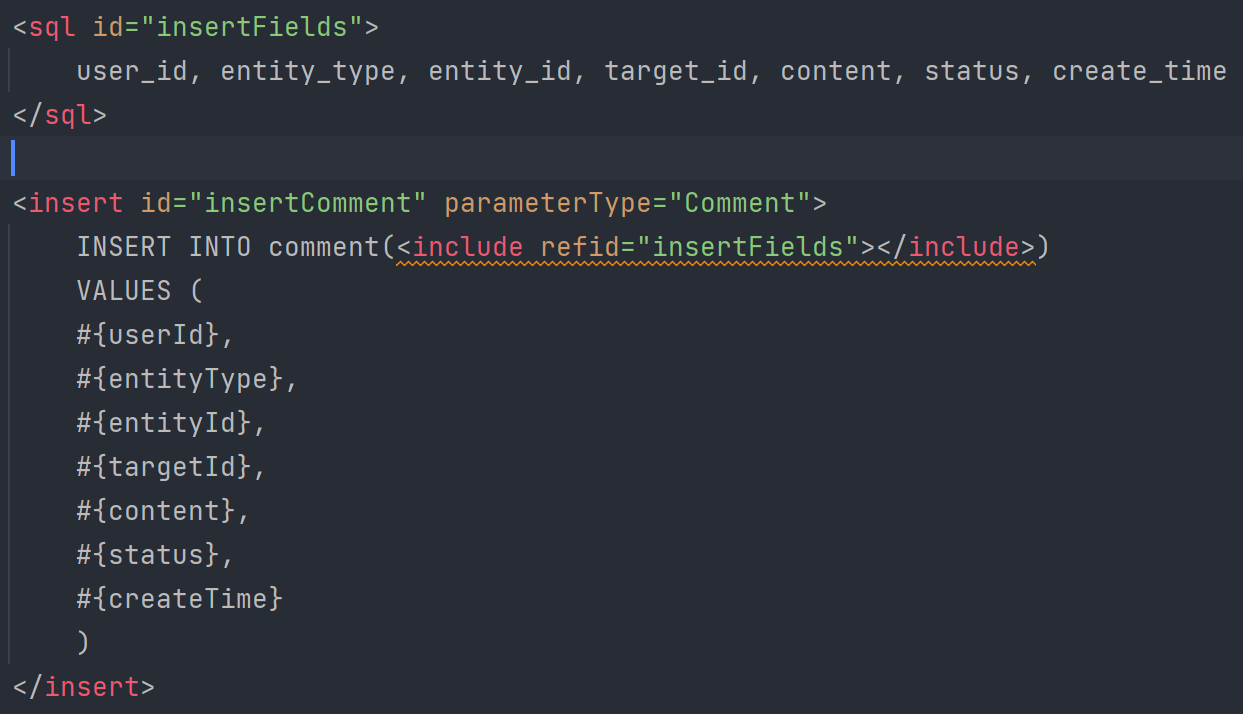 <sql id="insertFields">
    user_id, entity_type, entity_id, target_id, content, status, create_time
</sql>
<insert id="insertComment" parameterType="Comment">
    INSERT INTO comment(<include refid="insertFields"></include>)
    VALUES (
    #{userId},
    #{entityType},
    #{entityId},
    #{targetId},
    #{content},
    #{status},
    #{createTime}
    )
</insert>